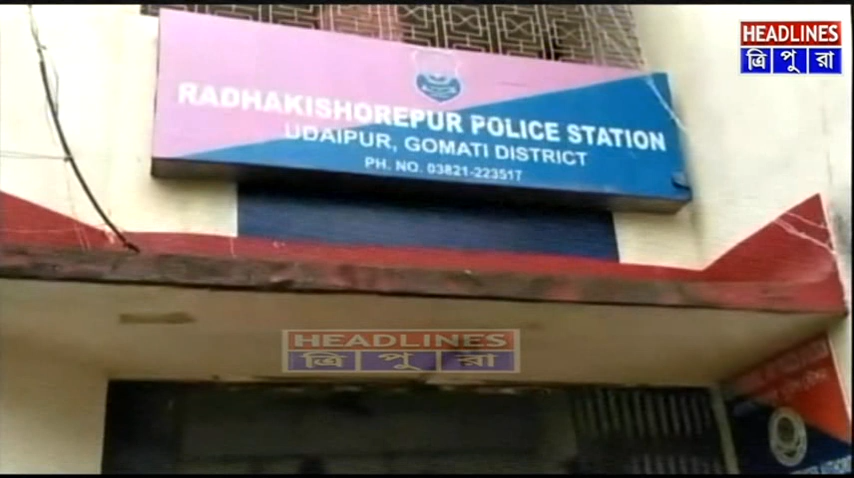 HEADLINES
ত্রিপুরা
RADHAKISHOREPUR POLICE STATION
UDAIPUR, GOMATI DISTRICT
PH. NO. 03821-223517
HEADLINES
ত্রিপুরা